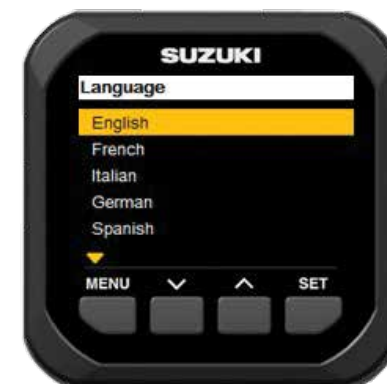 SUZUKI
Language
English
French
Italian
German
Spanish
MENU SET